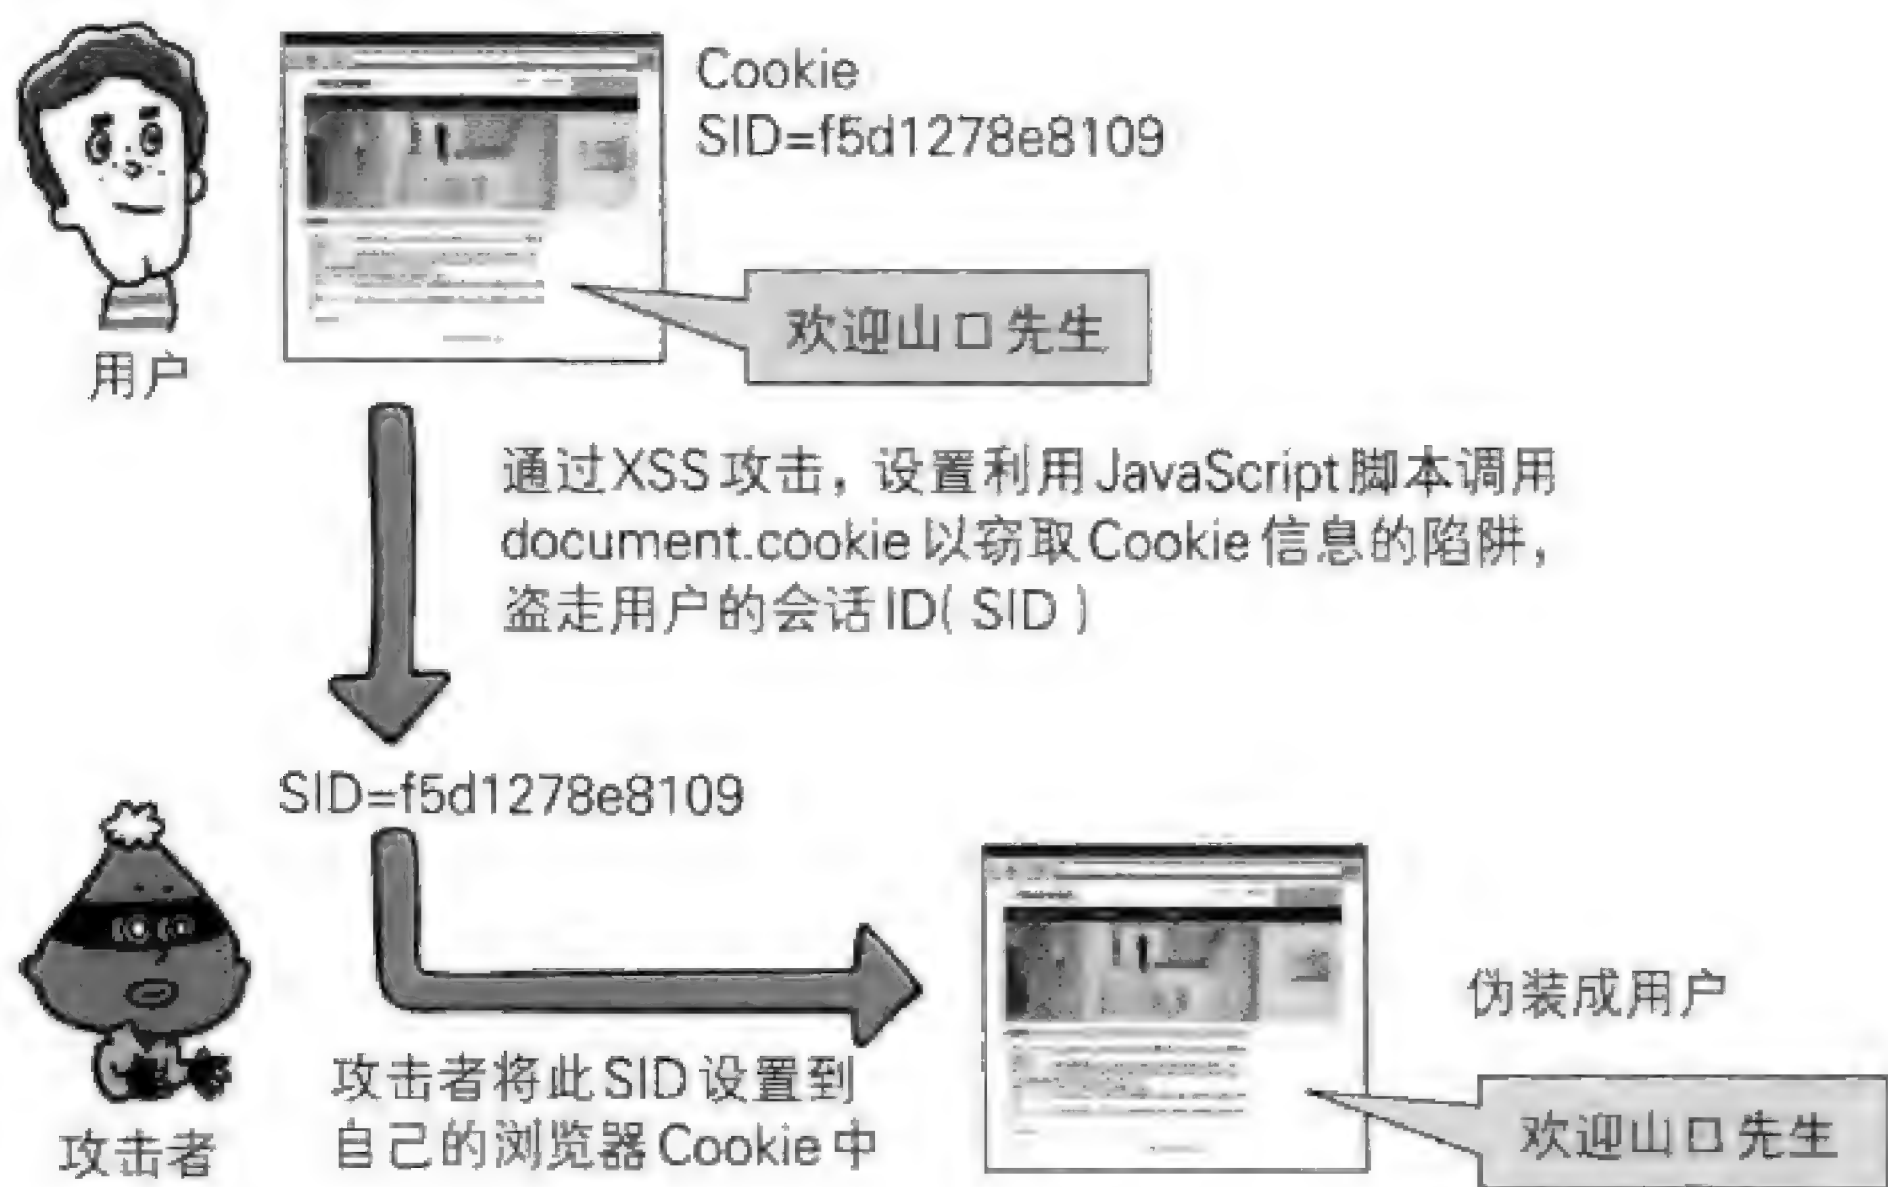 Cookie
SID=f5d1278e8109
欢迎山口先生
用户
通过XSS攻击，设置利用JavaScript脚本调用
document.cookie以窃取Cookie信息的陷阱，
盗走用户的会话ID( SID )
SID=f5d1278e8109
伪装成用户
攻击者将此SID设置到
自己的浏览器Cookie中
欢迎山口先生
攻击者